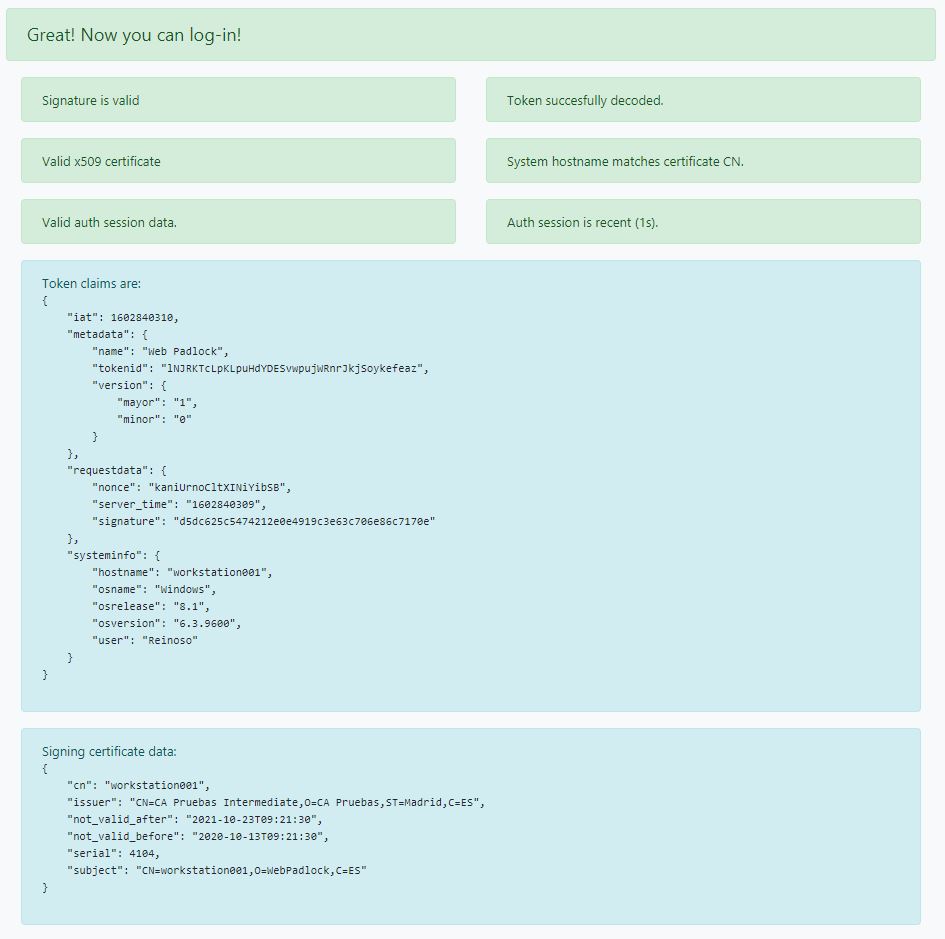 Great! Now you can log-in!
Signature is valid
Token succesfully decoded.
Valid x509 certificate
System hostname matches certificate CN.
Valid auth session data.
Auth session is recent (1s).
Token claims are:
{
    "iat": 1602840310,
    "metadata": {
        "name": "Web Padlock",
        "tokenid": "lNJRKTcLpKLpuHdYDESvwpujWRnrJkjSoykefeaz",
        "version": {
            "mayor": "1",
            "minor": "0"
        }
    },
    "requestdata": {
        "nonce": "kaniUrnoCltXINiYibSB",
        "server_time": "1602840309",
        "signature": "d5dc625c5474212e0e4919c3e63c706e86c7170e"
    },
    "systeminfo": {
        "hostname": "workstation001",
        "osname": "Windows",
        "osrelease": "8.1",
        "osversion": "6.3.9600",
        "user": "Reinoso"
    }
}
Signing certificate data:
{
    "cn": "workstation001",
    "issuer": "CN=CA Pruebas Intermediate,O=CA Pruebas,ST=Madrid,C=ES",
    "not_valid_after": "2021-10-23T09:21:30",
    "not_valid_before": "2020-10-13T09:21:30",
    "serial": 4104,
    "subject": "CN=workstation001,O=WebPadlock,C=ES"
}